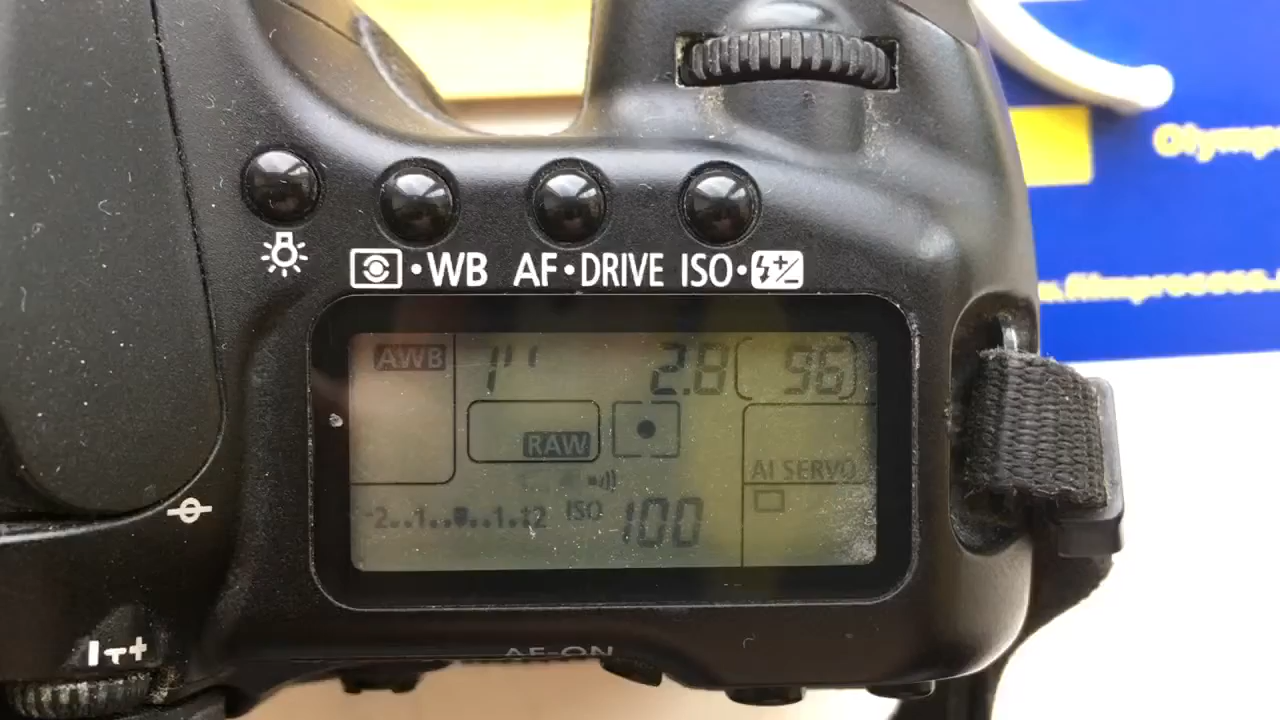 Olymp
WB AF•DRIVE ISO•
AWB 1" 2.8 [96]
RAW
AI SERVO
-2..1..0..1.+2 ISO 100
AF-ON